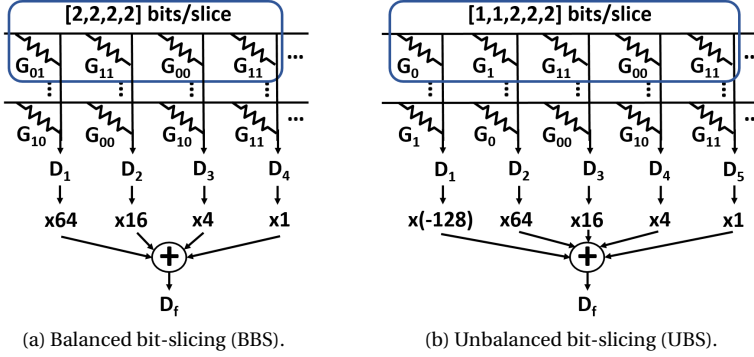 [2,2,2,2] bits/slice
G01 G11 G00 G11 ...
... ... ... ...
G10 G00 G10 G11 ...
D1 D2 D3 D4
x64 x16 x4 x1
+
Df
(a) Balanced bit-slicing (BBS).
[1,1,2,2,2] bits/slice
G0 G1 G11 G00 G11 ...
... ... ... ... ...
G1 G0 G00 G10 G11 ...
D1 D2 D3 D4 D5
x(-128) x64 x16 x4 x1
+
Df
(b) Unbalanced bit-slicing (UBS).